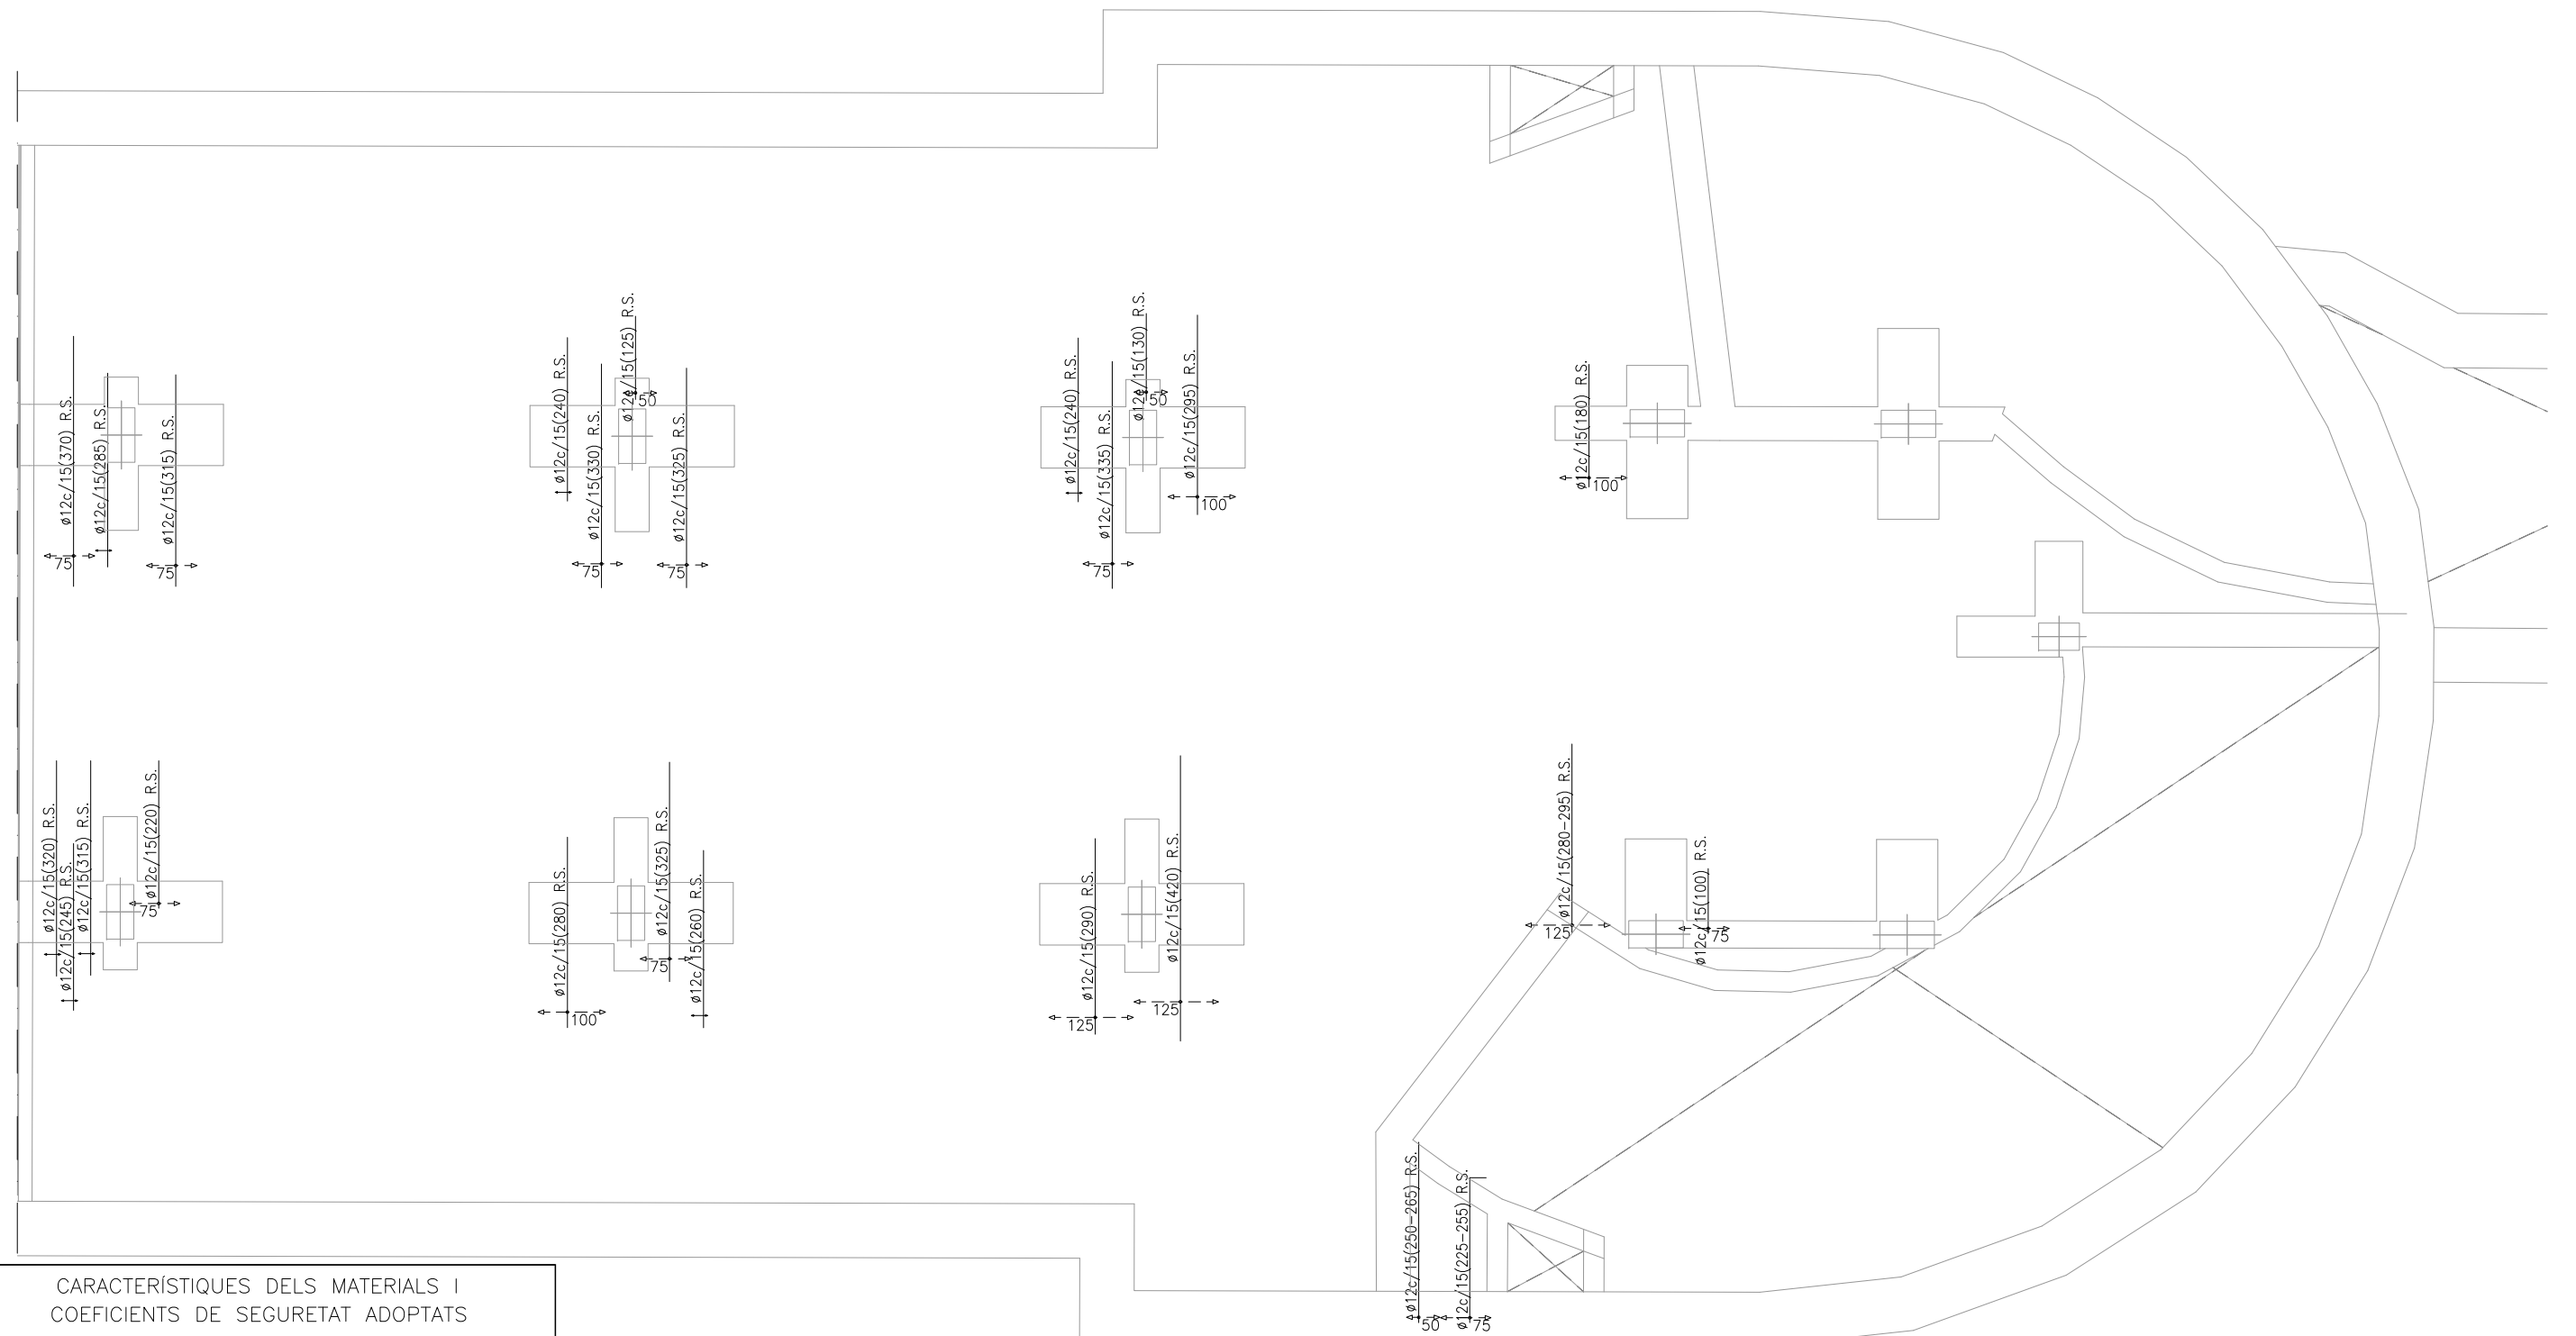 ø12c/15(370) R.S.
75
ø12c/15(285) R.S.
ø12c/15(315) R.S.
75
ø12c/15(240) R.S.
ø12c/15(330) R.S.
75
ø12c/15(125) R.S.
50
ø12c/15(325) R.S.
75
ø12c/15(240) R.S.
ø12c/15(335) R.S.
75
ø12c/15(130) R.S.
50
ø12c/15(295) R.S.
100
ø12c/15(180) R.S.
100
ø12c/15(320) R.S.
ø12c/15(245) R.S.
ø12c/15(315) R.S.
ø12c/15(220) R.S.
75
ø12c/15(280) R.S.
100
ø12c/15(325) R.S.
75
ø12c/15(260) R.S.
ø12c/15(290) R.S.
125
ø12c/15(420) R.S.
125
ø12c/15(280-295) R.S.
125
ø12c/15(100) R.S.
75
ø12c/15(250-265) R.S.
50
ø12c/15(225-255) R.S.
75
CARACTERÍSTIQUES DELS MATERIALS I
COEFICIENTS DE SEGURETAT ADOPTATS